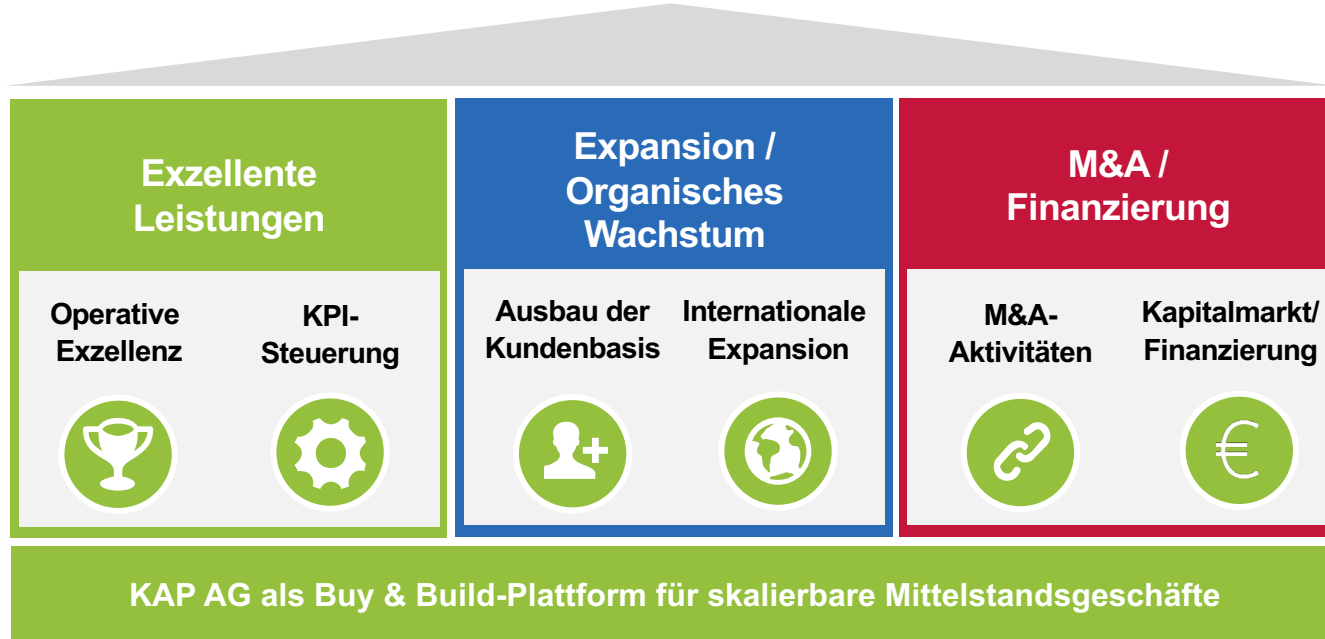 Exzellente
Leistungen
Operative
Exzellenz
KPI-
Steuerung
Expansion /
Organisches
Wachstum
Ausbau der
Kundenbasis
Internationale
Expansion
M&A /
Finanzierung
M&A-
Aktivitäten
Kapitalmarkt/
Finanzierung
€
KAP AG als Buy & Build-Plattform für skalierbare Mittelstandsgeschäfte